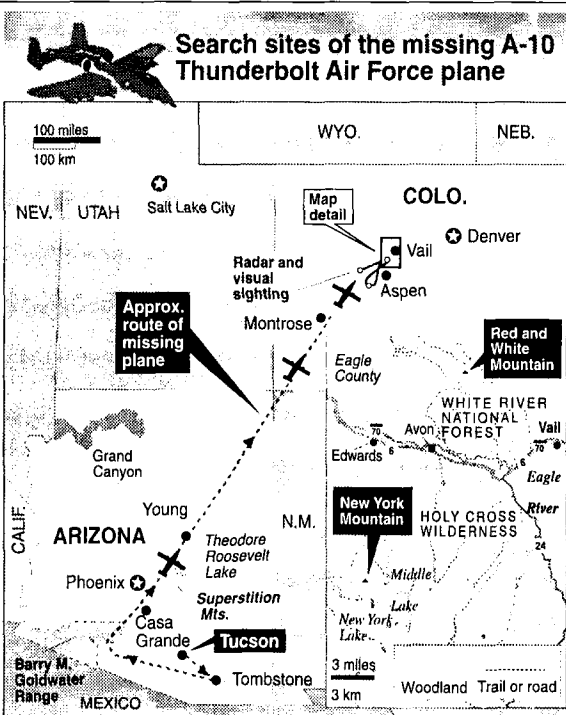 Search sites of the missing A-10
Thunderbolt Air Force plane
100 miles
100 km
WYO.
NEB.
NEV.
UTAH
Salt Lake City
COLO.
Map
detail
Vail
Denver
Radar and
visual
sighting
Aspen
Approx.
route of
missing
plane
Montrose
Eagle
County
Red and
White
Mountain
WHITE RIVER
NATIONAL
FOREST
70
Avon
Vail
70
Edwards
6
6
Eagle
River
Grand
Canyon
CALIF.
Young
N.M.
New York
Mountain
HOLY CROSS
WILDERNESS
24
ARIZONA
Theodore
Roosevelt
Lake
Phoenix
Superstition
Mts.
Middle
Lake
New York
Lake
Casa
Grande
Tucson
Barry M.
Goldwater
Range
Tombstone
MEXICO
3 miles
3 km
Woodland
Trail or road